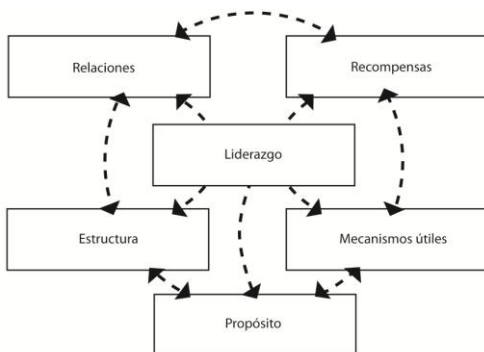 Relaciones
Recompensas
Liderazgo
Estructura
Mecanismos útiles
Propósito